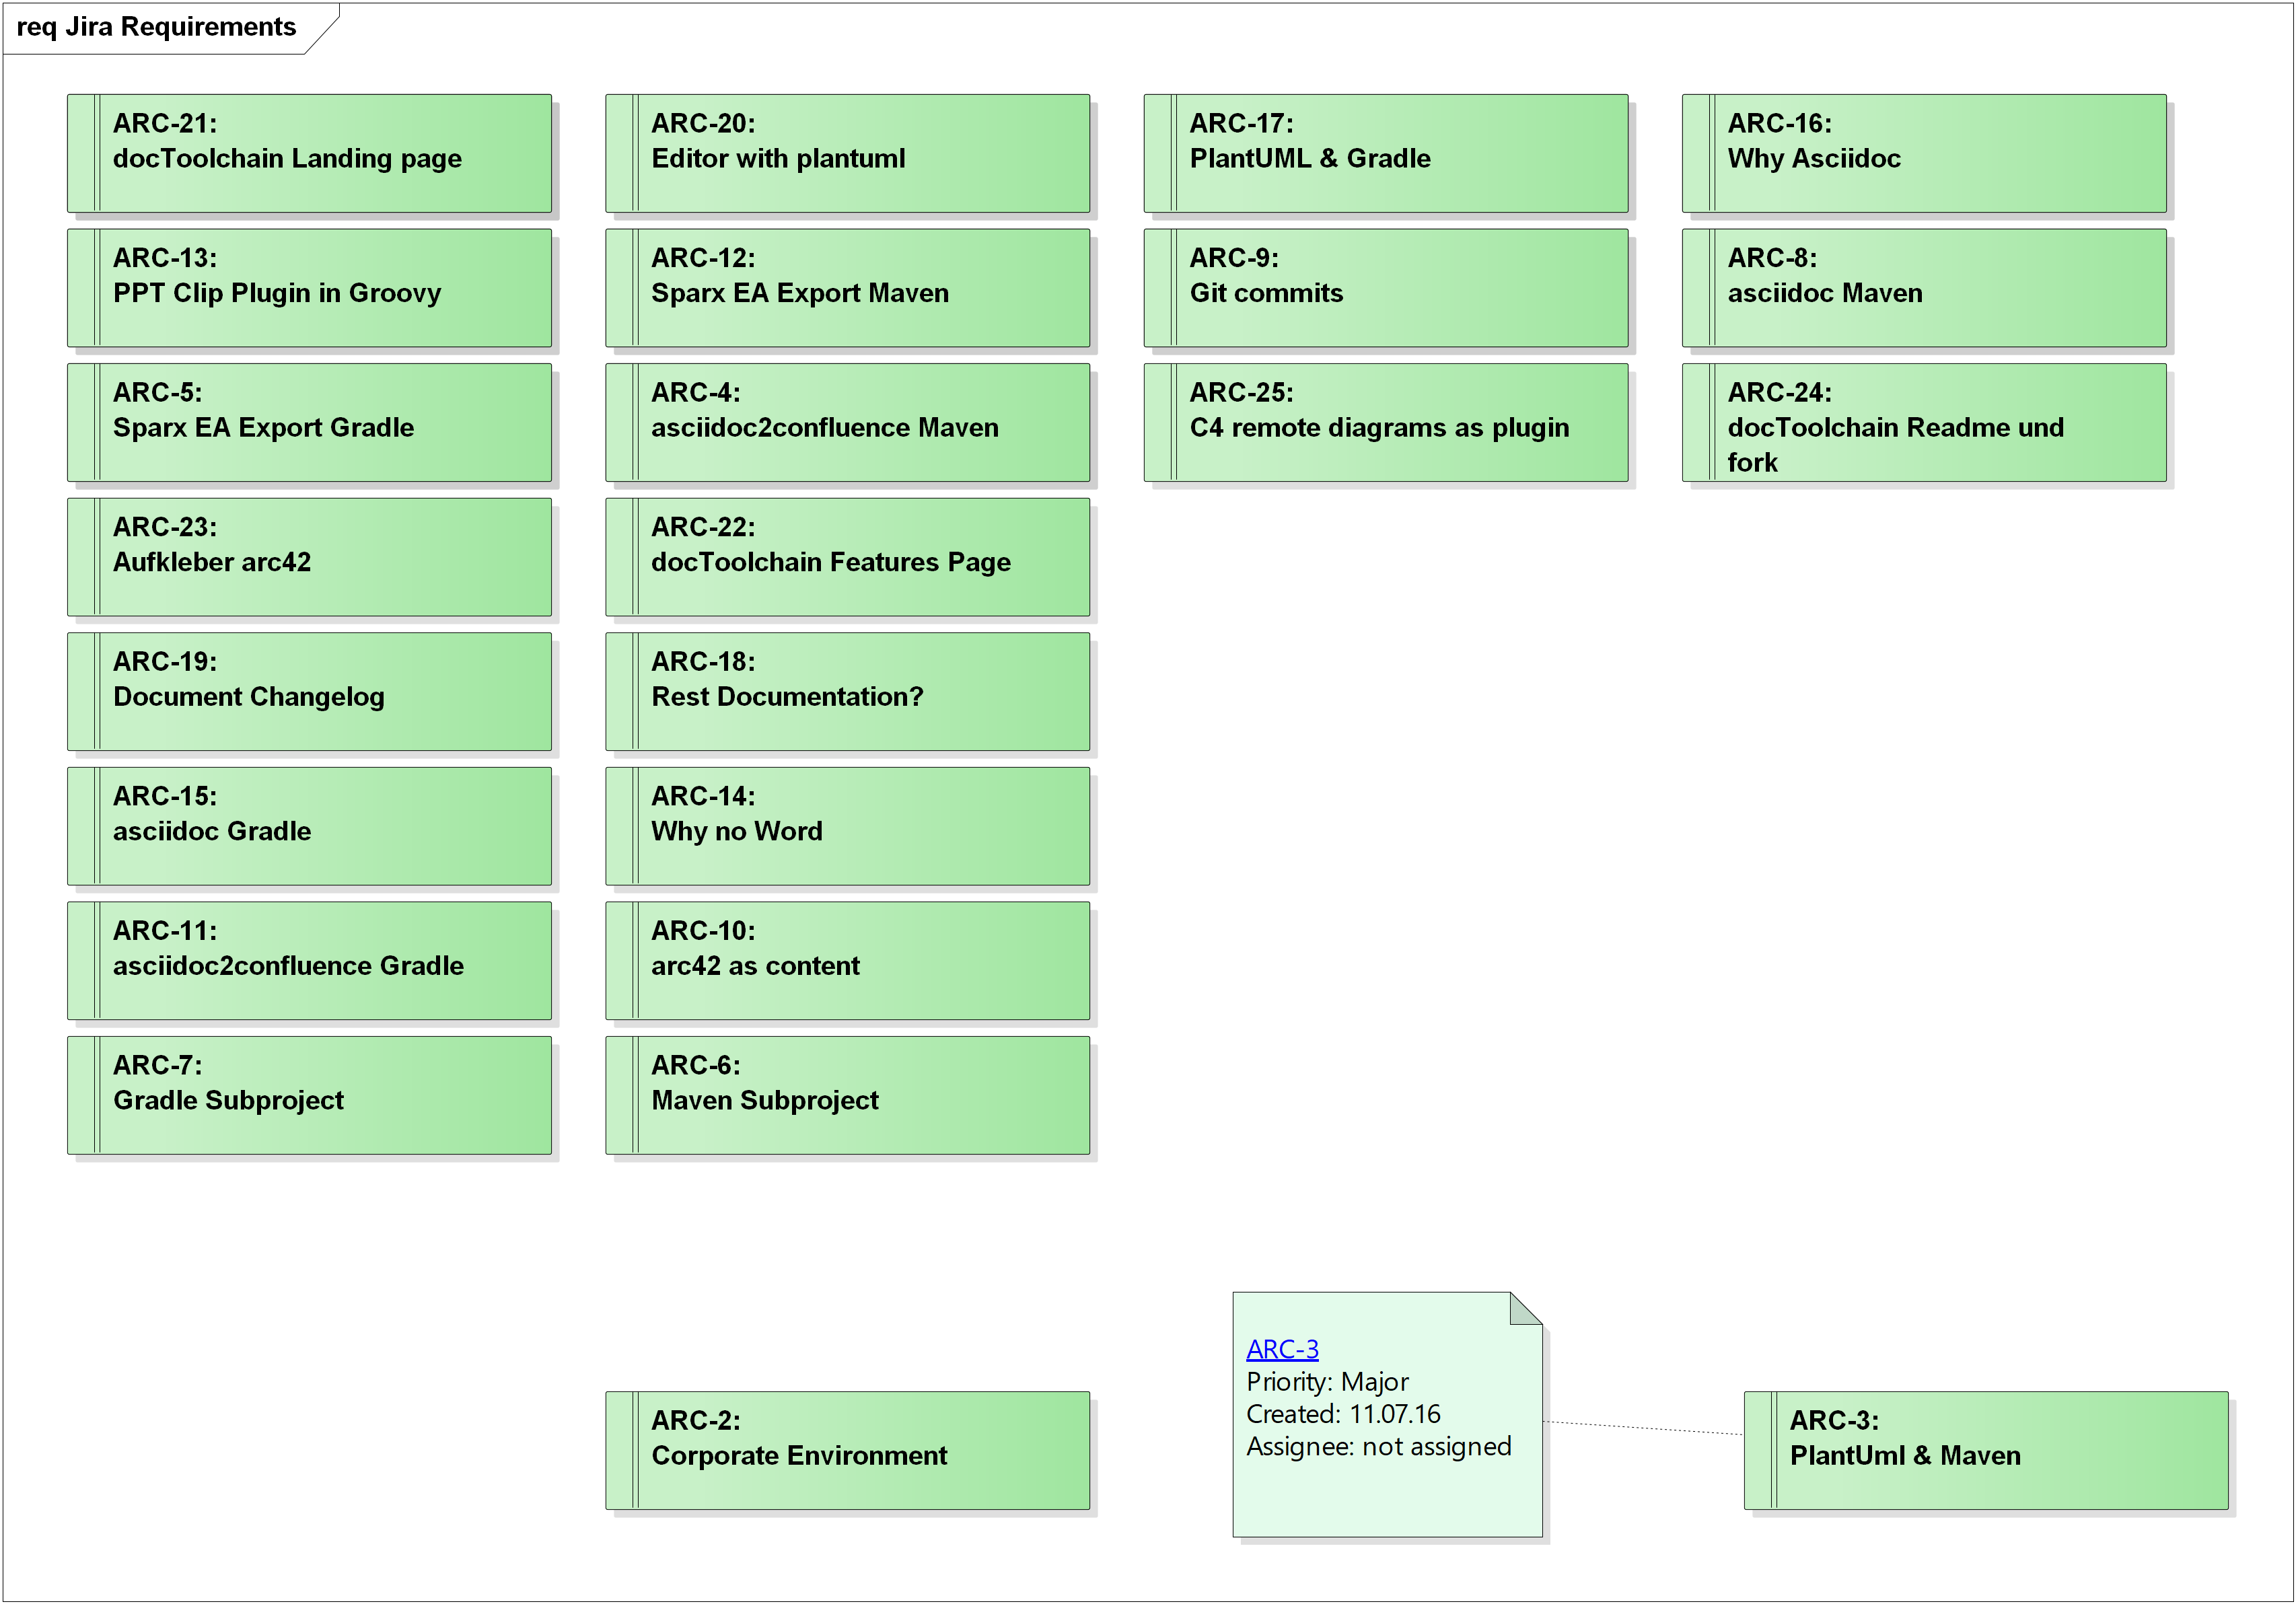 req Jira Requirements
ARC-21:
docToolchain Landing page
ARC-20:
Editor with plantuml
ARC-17:
PlantUML & Gradle
ARC-16:
Why Asciidoc
ARC-13:
PPT Clip Plugin in Groovy
ARC-12:
Sparx EA Export Maven
ARC-9:
Git commits
ARC-8:
asciidoc Maven
ARC-5:
Sparx EA Export Gradle
ARC-4:
asciidoc2confluence Maven
ARC-25:
C4 remote diagrams as plugin
ARC-24:
docToolchain Readme und
fork
ARC-23:
Aufkleber arc42
ARC-22:
docToolchain Features Page
ARC-19:
Document Changelog
ARC-18:
Rest Documentation?
ARC-15:
asciidoc Gradle
ARC-14:
Why no Word
ARC-11:
asciidoc2confluence Gradle
ARC-10:
arc42 as content
ARC-7:
Gradle Subproject
ARC-6:
Maven Subproject
ARC-2:
Corporate Environment
ARC-3
Priority: Major
Created: 11.07.16
Assignee: not assigned
ARC-3:
PlantUml & Maven